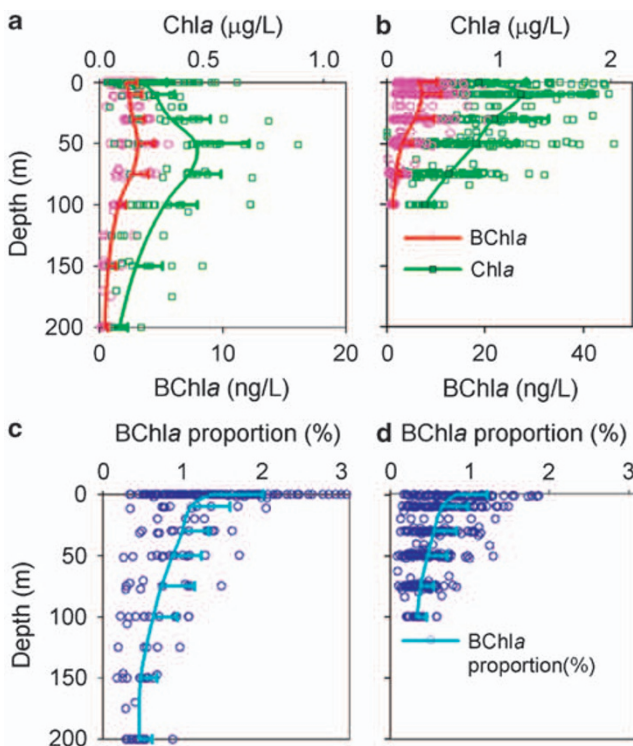 a
Chla (μg/L)
0.0 0.5 1.0
0
50
100
150
200
Depth (m)
0 10 20
BChla (ng/L)
b
Chla (μg/L)
0 1 2
BChla
Chla
0 20 40
BChla (ng/L)
c
BChla proportion (%)
0 1 2 3
0
50
100
150
200
Depth (m)
d
BChla proportion (%)
0 1 2 3
BChla
proportion(%)